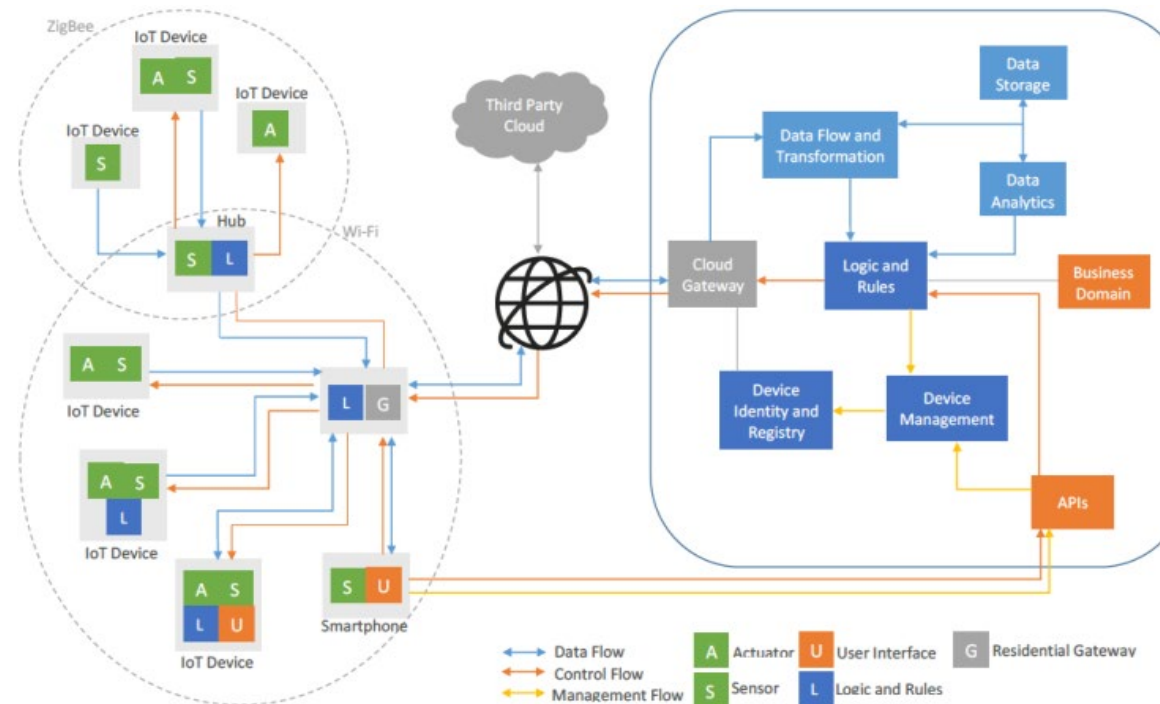 ZigBee
IoT Device
A S
IoT Device
A
IoT Device
S
Hub
S L
Wi-Fi
A S
IoT Device
L G
A S
L
IoT Device
A S
L U
IoT Device
S U
Smartphone
Third Party
Cloud
Data
Storage
Data Flow and
Transformation
Data
Analytics
Cloud
Gateway
Logic and
Rules
Business
Domain
Device
Identity and
Registry
Device
Management
APIs
Data Flow
Control Flow
Management Flow
A Actuator
S Sensor
U User Interface
L Logic and Rules
G Residential Gateway